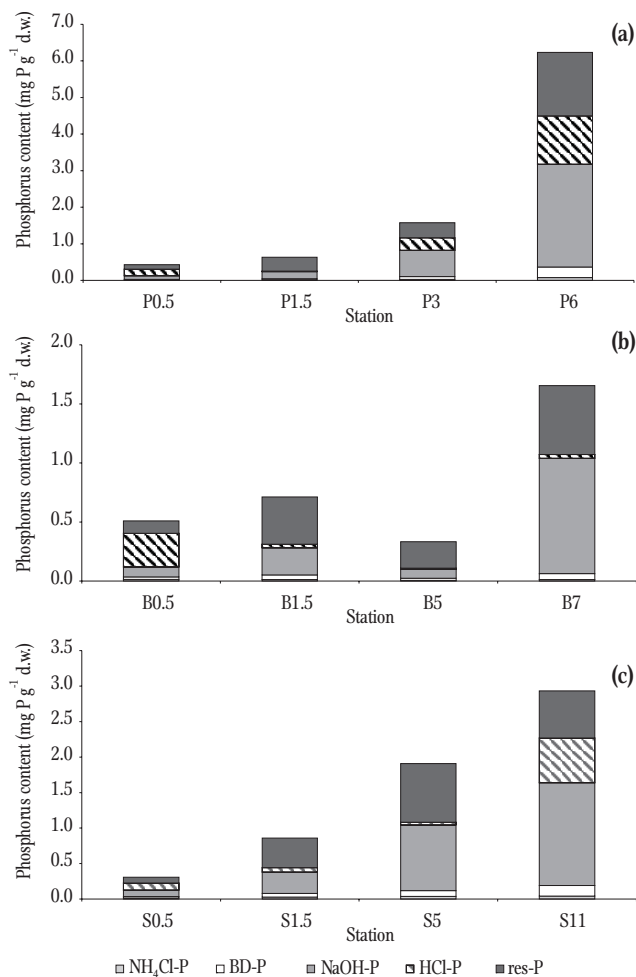 (a)
Phosphorus content (mg P g⁻¹ d.w.)
7.0
6.0
5.0
4.0
3.0
2.0
1.0
0.0
P0.5 P1.5 P3 P6
Station
(b)
Phosphorus content (mg P g⁻¹ d.w.)
2.0
1.5
1.0
0.5
0.0
B0.5 B1.5 B5 B7
Station
(c)
Phosphorus content (mg P g⁻¹ d.w.)
3.5
3.0
2.5
2.0
1.5
1.0
0.5
0.0
S0.5 S1.5 S5 S11
Station
NH₄Cl-P BD-P NaOH-P HCl-P res-P